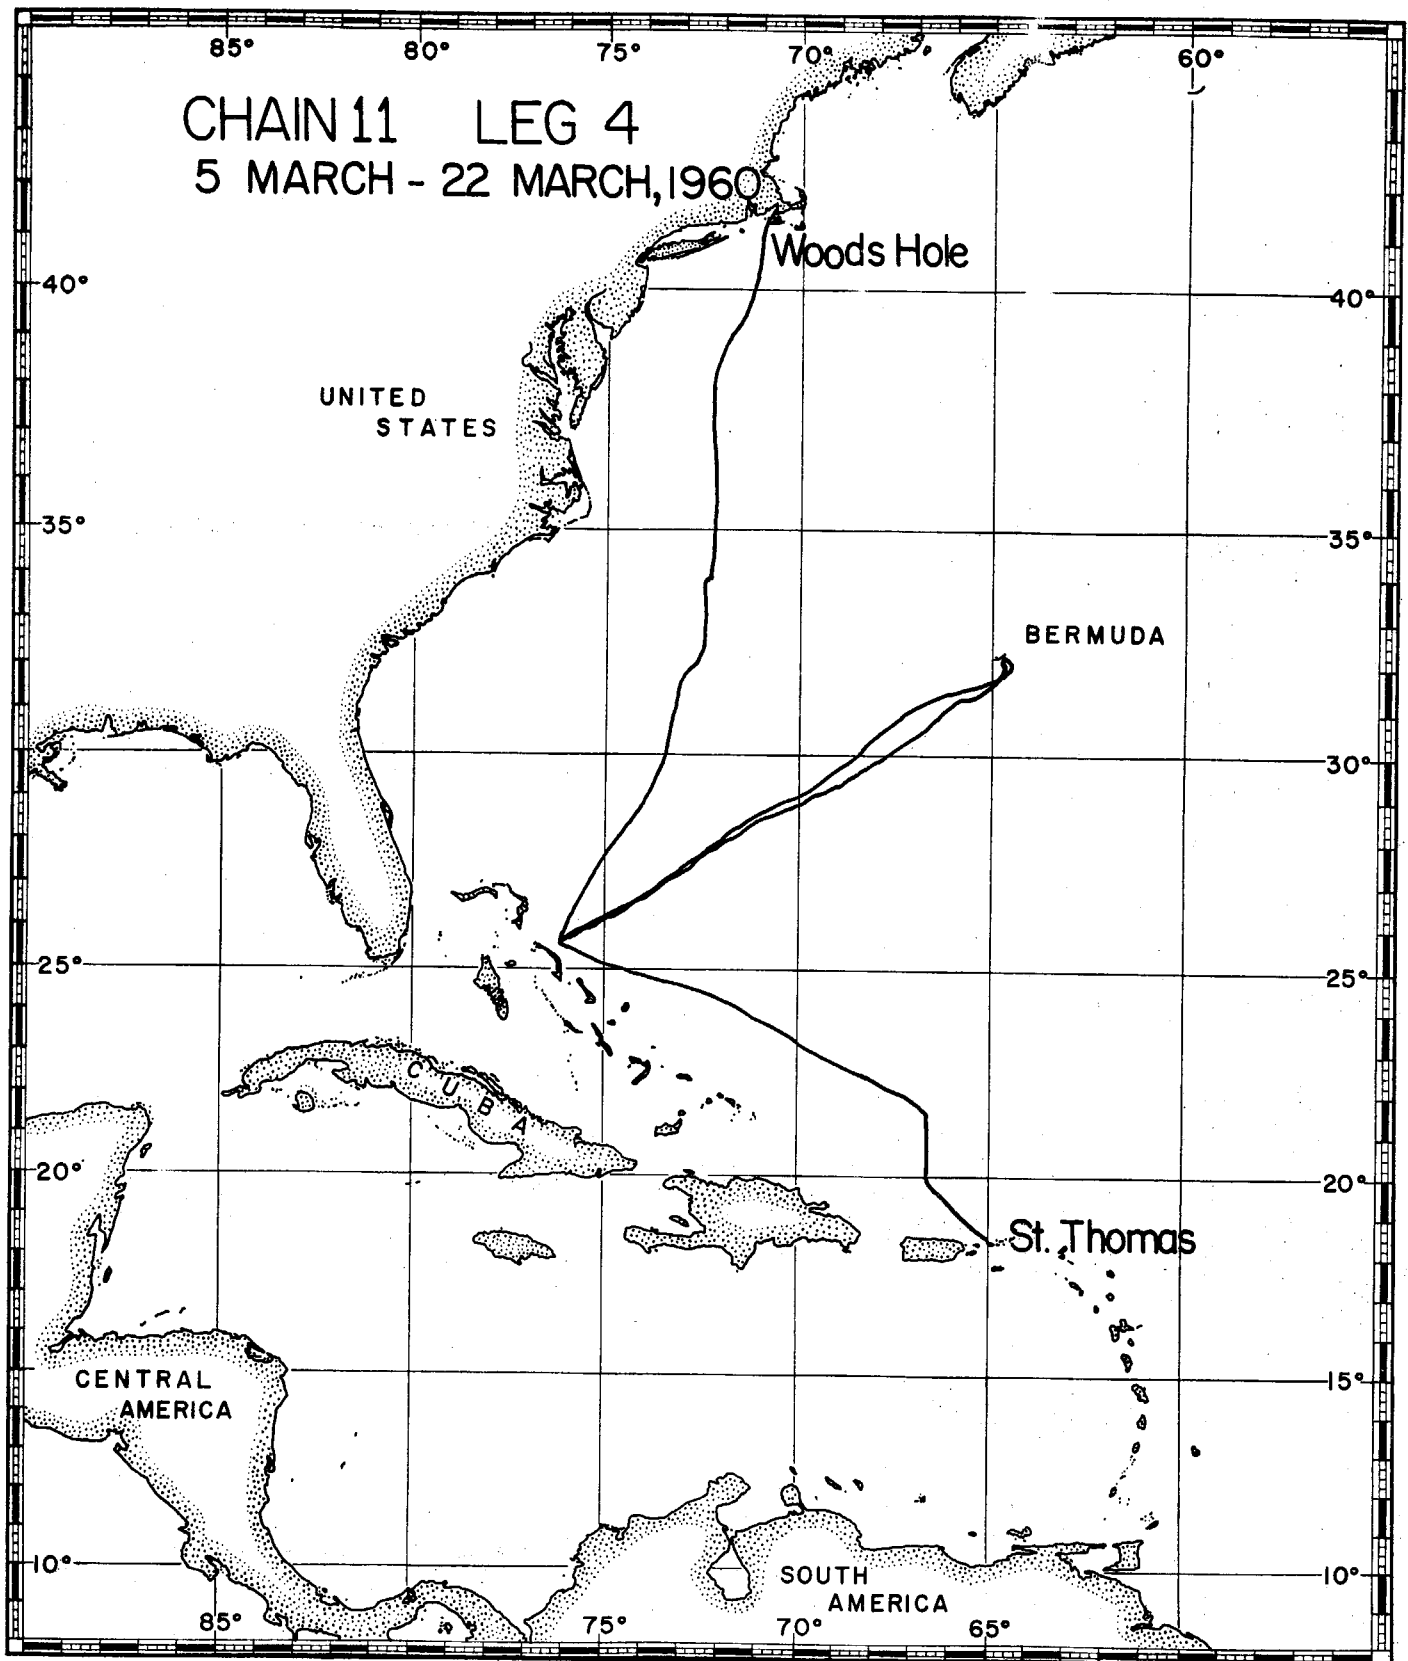 85° 80° 75° 70° 60°
CHAIN 11 LEG 4
5 MARCH - 22 MARCH, 1960
Woods Hole
40° 40°
UNITED
STATES
35° 35°
BERMUDA
30°
25° 25°
CUBA
20° 20°
St. Thomas
CENTRAL
AMERICA
15°
10° 10°
SOUTH
AMERICA
85° 75° 70° 65°